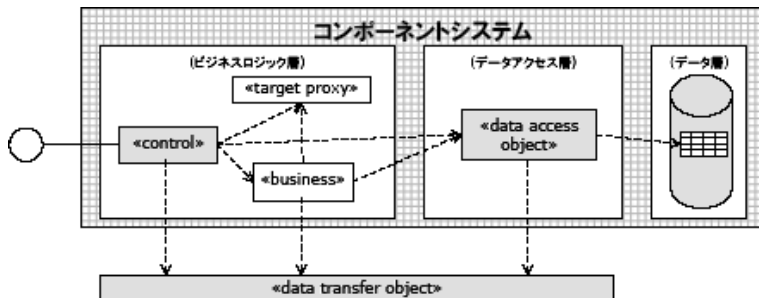 コンポーネントシステム
(ビジネスロジック層)
(データアクセス層)
(データ層)
«target proxy»
«control»
«data access
object»
«business»
«data transfer object»